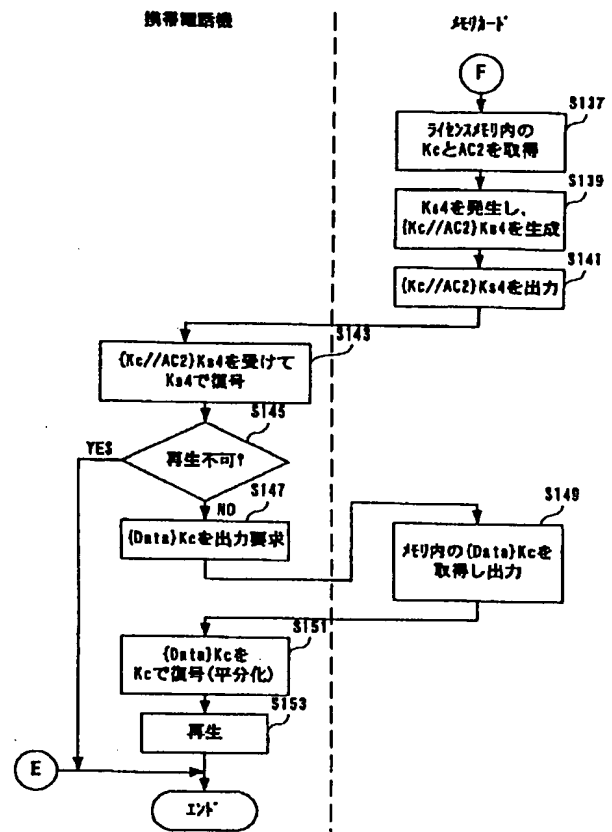 携帯電話機
メモリカード
F
S137
ライセンスメモリ内の
KcとAC2を取得
S139
Ks4を発生し、
{Kc//AC2}Ks4を生成
S141
{Kc//AC2}Ks4を出力
S143
{Kc//AC2}Ks4を受けて
Ks4で復号
S145
YES
再生不可?
NO
S147
{Data}Kcを出力要求
S149
メモリ内の{Data}Kcを
取得し出力
S151
{Data}Kcを
Kcで復号(平分化)
S153
再生
E
エンド